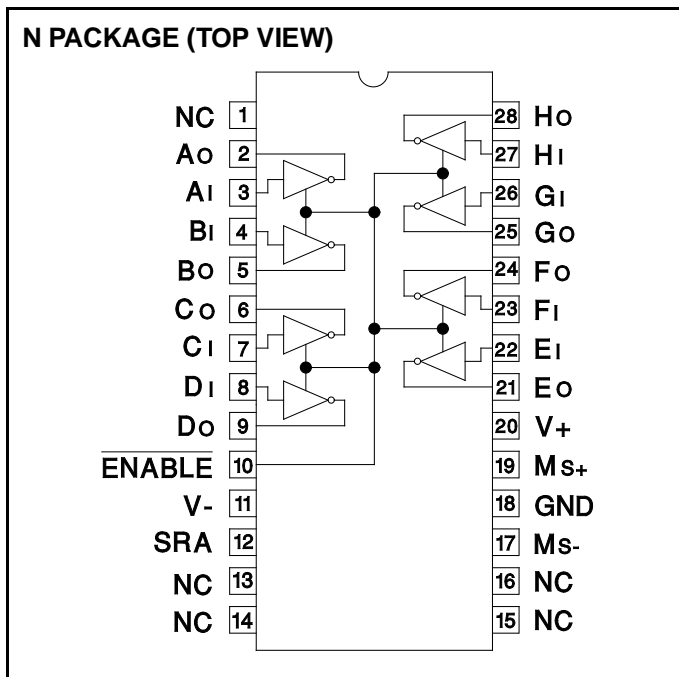 N PACKAGE (TOP VIEW)
NC 1 28 HO
AO 2 27 HI
AI 3 26 GI
BI 4 25 GO
BO 5 24 FO
CO 6 23 FI
CI 7 22 EI
DI 8 21 EO
DO 9 20 V+
ENABLE 10 19 MS+
V- 11 18 GND
SRA 12 17 MS-
NC 13 16 NC
NC 14 15 NC